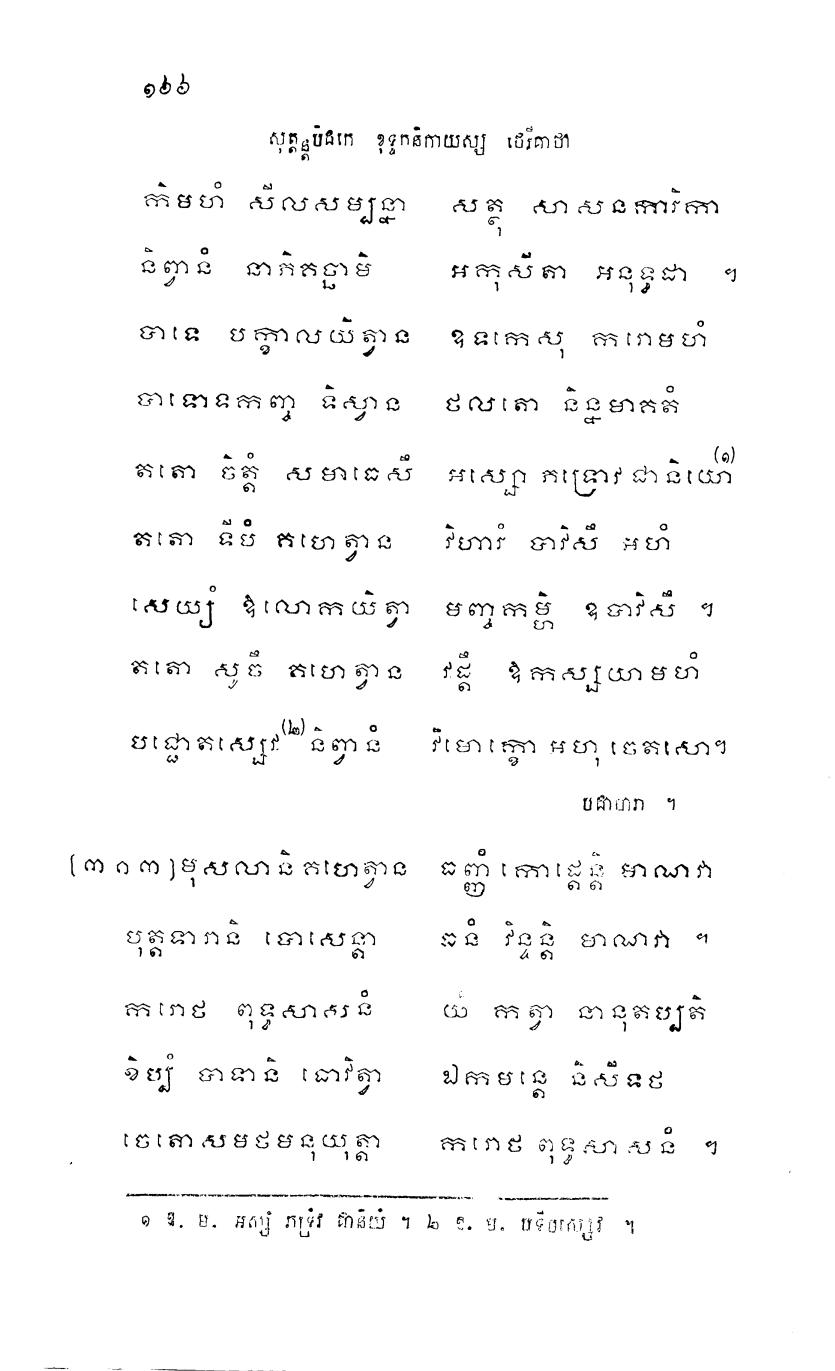 ១៦៦
សុត្តន្តបិដកេ ខុទ្ទកនិកាយស្ស ថេរីគាថា
កិមហំ សីលសម្បន្នា សត្ថុ សាសនការិកា
និព្វានំ នាភិគច្ឆាមិ អកុសីតា អនុទ្ធដា ។
បាទេ បក្ខាលយិត្វាន ឧទកេសុ ករោមហំ
បាទោទកញ្ច ទិស្វាន ថលតោ និន្នមាគតំ
តតោ ចិត្តំ សមាធេសឹ អស្សោ ភទ្រោវ ជានិយោ(១)
តតោ ទីបំ គហេត្វាន វិហារំ បាវិសឹ អហំ
សេយ្យំ ឱលោកយិត្វា មញ្ចកម្ហិ ឧបាវិសឹ ។
តតោ សូចឹ គហេត្វាន វដ្តឹ ឱកស្សយាមហំ
បជ្ជោតស្សេវ(២) និព្វានំ វិមោក្ខោ អហុ ចេតសោ។
បដាចារា ។
(៣១៣)មុសលានិ គហេត្វាន ធញ្ញំ កោដ្តេន្តិ មាណវា
បុត្តទារានិ បោសេន្តា ធនំ វិន្ទន្តិ មាណវា ។
ករោថ ពុទ្ធសាសនំ យំ កត្វា នានុតប្បតិ
ខិប្បំ បាទានិ ធោវិត្វា ឯកមន្តេ និសីទថ
ចេតោសមថមនុយុត្តា ករោថ ពុទ្ធសាសនំ ។
១ ឱ. ម. អស្សំ ភទ្រំវ ជានិយំ ។ ២ ឱ. ម. បទីបស្សេវ ។